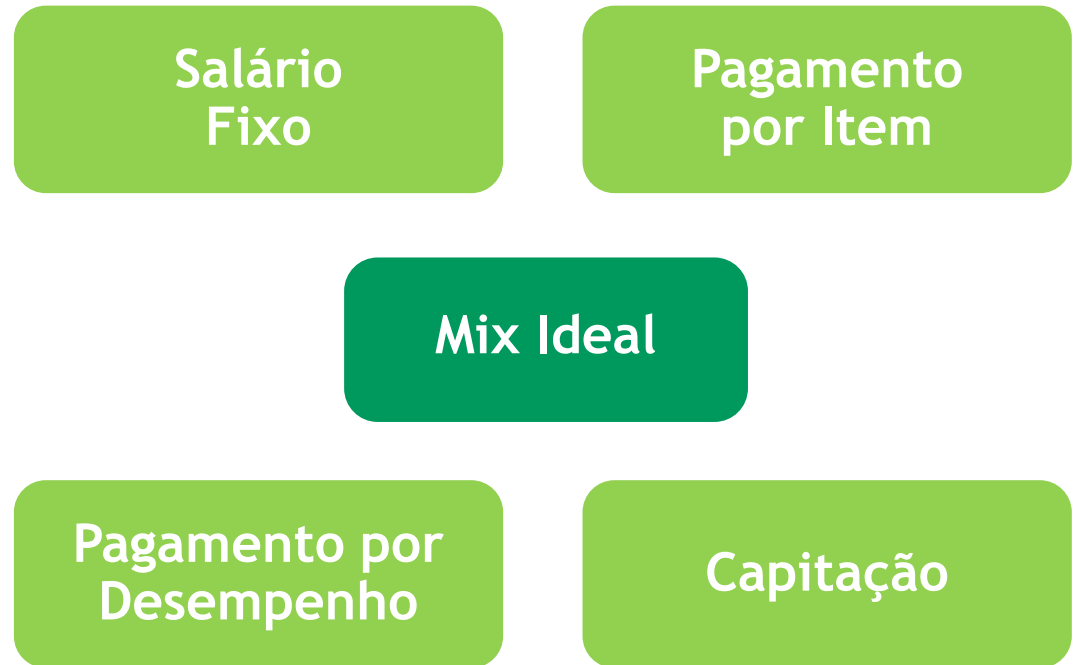 Salário
Fixo
Pagamento
por Item
Mix Ideal
Pagamento por
Desempenho
Capitação